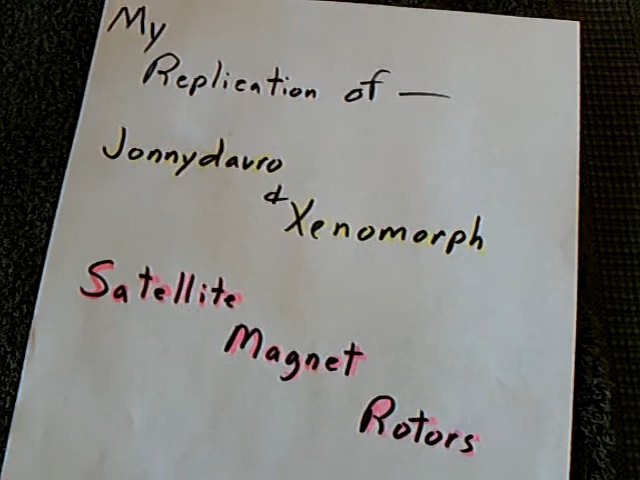 My
Replication of —
Jonnydavro
& Xenomorph
Satellite
Magnet
Rotors